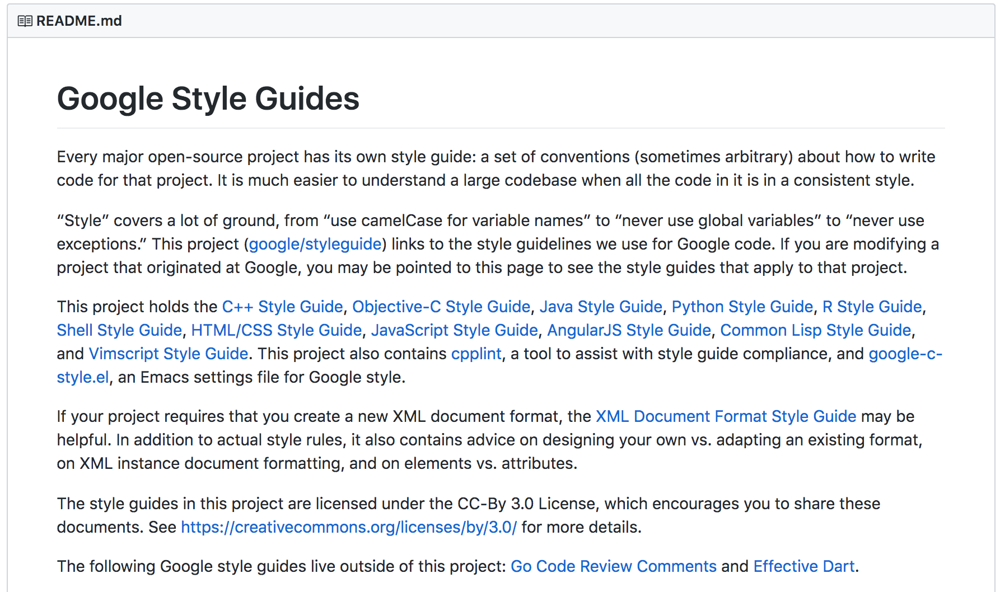 README.md
Google Style Guides
Every major open-source project has its own style guide: a set of conventions (sometimes arbitrary) about how to write
code for that project. It is much easier to understand a large codebase when all the code in it is in a consistent style.
“Style” covers a lot of ground, from “use camelCase for variable names” to “never use global variables” to “never use
exceptions.” This project (google/styleguide) links to the style guidelines we use for Google code. If you are modifying a
project that originated at Google, you may be pointed to this page to see the style guides that apply to that project.
This project holds the C++ Style Guide, Objective-C Style Guide, Java Style Guide, Python Style Guide, R Style Guide,
Shell Style Guide, HTML/CSS Style Guide, JavaScript Style Guide, AngularJS Style Guide, Common Lisp Style Guide,
and Vimscript Style Guide. This project also contains cpplint, a tool to assist with style guide compliance, and google-c-
style.el, an Emacs settings file for Google style.
If your project requires that you create a new XML document format, the XML Document Format Style Guide may be
helpful. In addition to actual style rules, it also contains advice on designing your own vs. adapting an existing format,
on XML instance document formatting, and on elements vs. attributes.
The style guides in this project are licensed under the CC-By 3.0 License, which encourages you to share these
documents. See https://creativecommons.org/licenses/by/3.0/ for more details.
The following Google style guides live outside of this project: Go Code Review Comments and Effective Dart.